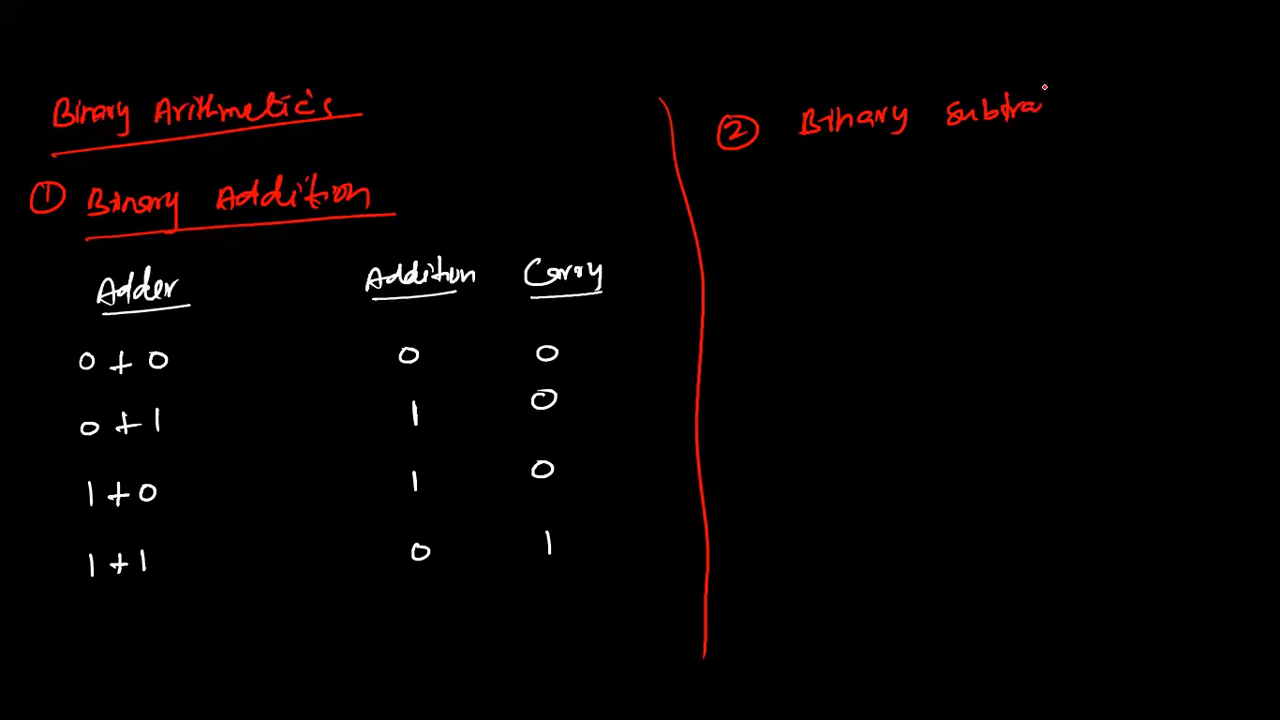 Binary Arithmetics
① Binary Addition
Adder Addition Carry
0 + 0 0 0
0 + 1 1 0
1 + 0 1 0
1 + 1 0 1
② Binary Subtra